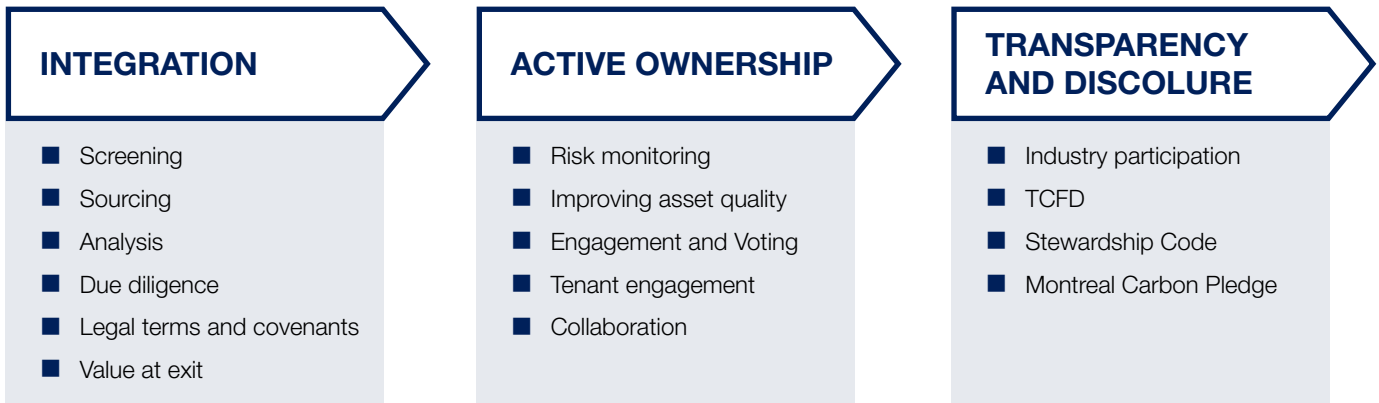 INTEGRATION
Screening
Sourcing
Analysis
Due diligence
Legal terms and covenants
Value at exit
ACTIVE OWNERSHIP
Risk monitoring
Improving asset quality
Engagement and Voting
Tenant engagement
Collaboration
TRANSPARENCY
AND DISCOLURE
Industry participation
TCFD
Stewardship Code
Montreal Carbon Pledge